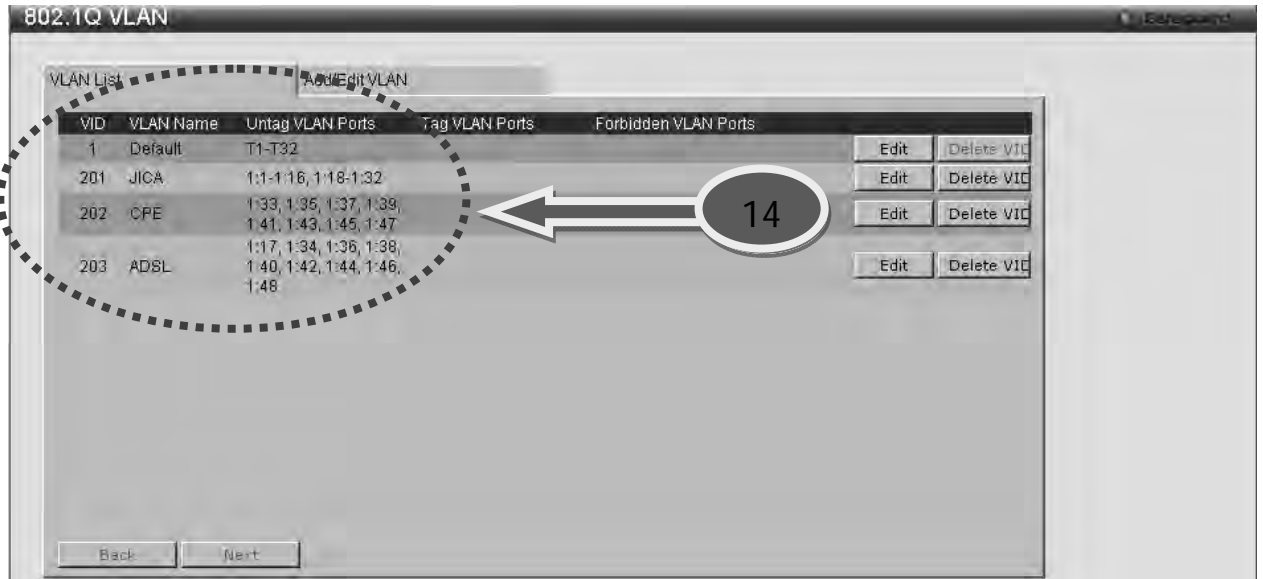 802.1Q VLAN
Safeguard
VLAN List Add/Edit VLAN
VID VLAN Name Untag VLAN Ports Tag VLAN Ports Forbidden VLAN Ports
1 Default T1-T32 Edit Delete VID
201 JICA 1:1-1:16, 1:18-1:32 Edit Delete VID
202 CPE 1:33, 1:35, 1:37, 1:39,
1:41, 1:43, 1:45, 1:47 Edit Delete VID
203 ADSL 1:17, 1:34, 1:36, 1:38,
1:40, 1:42, 1:44, 1:46,
1:48 Edit Delete VID
14
Back Next